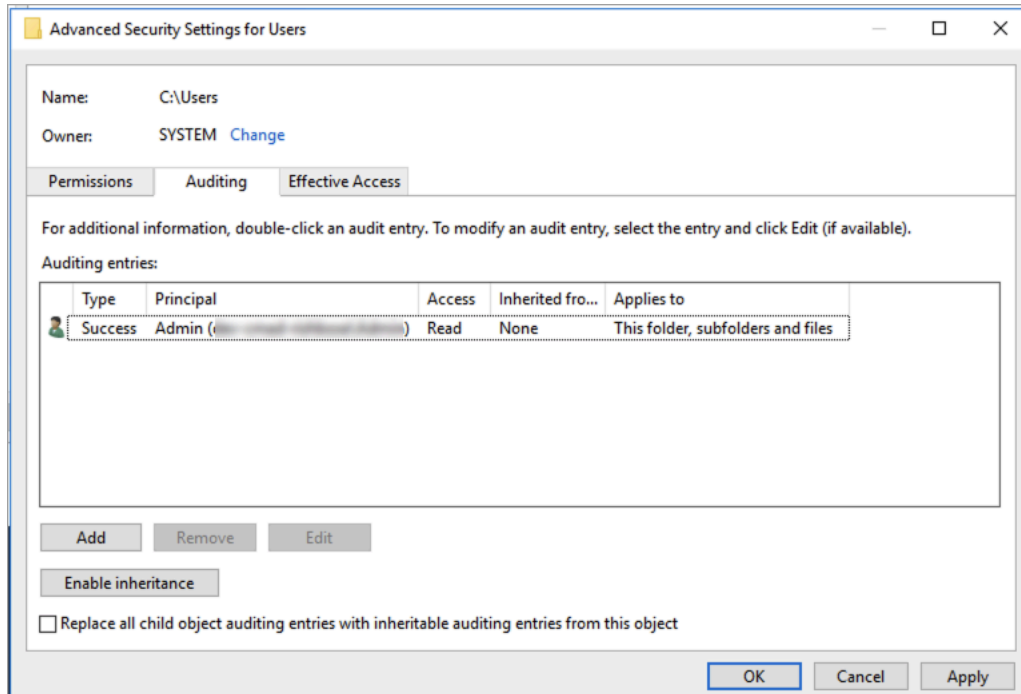 Advanced Security Settings for Users
Name: C:\Users
Owner: SYSTEM Change
Permissions Auditing Effective Access
For additional information, double-click an audit entry. To modify an audit entry, select the entry and click Edit (if available).
Auditing entries:
Type Principal Access Inherited fro... Applies to
Success Admin ( ) Read None This folder, subfolders and files
Add Remove Edit
Enable inheritance
Replace all child object auditing entries with inheritable auditing entries from this object
OK Cancel Apply